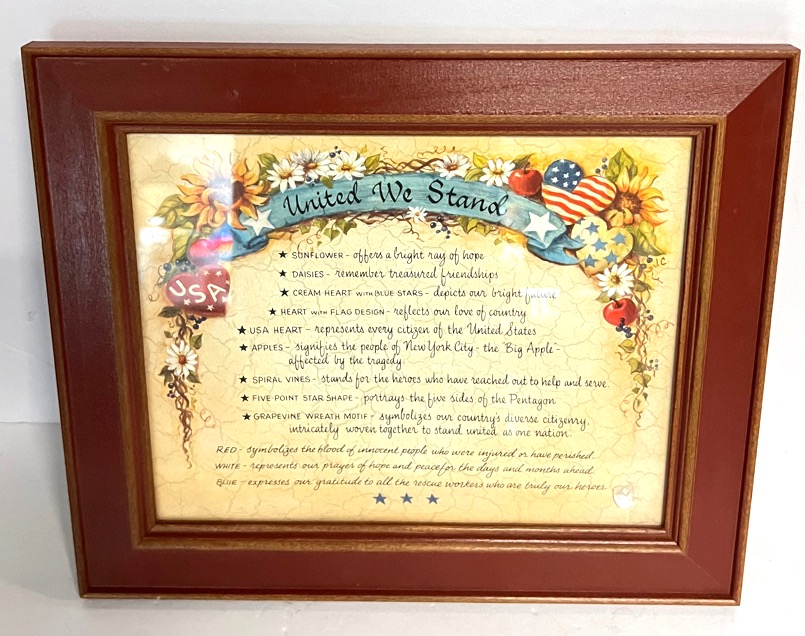 United We Stand
USA
★ SUNFLOWER - offers a bright ray of hope
★ DAISIES - remember treasured friendships
★ CREAM HEART WITH BLUE STARS - depicts our bright future
★ HEART WITH FLAG DESIGN - reflects our love of country
★ USA HEART - represents every citizen of the United States
★ APPLES - signifies the people of New York City - the "Big Apple" -
affected by the tragedy.
★ SPIRAL VINES - stands for the heroes who have reached out to help and serve.
★ FIVE POINT STAR SHAPE - portrays the five sides of the Pentagon
★ GRAPEVINE WREATH MOTIF - symbolizes our country's diverse citizenry,
intricately woven together to stand united as one nation.
RED - symbolizes the blood of innocent people who were injured or have perished.
WHITE - represents our prayer of hope and peace for the days and months ahead.
BLUE - expresses our gratitude to all the rescue workers who are truly our heroes.